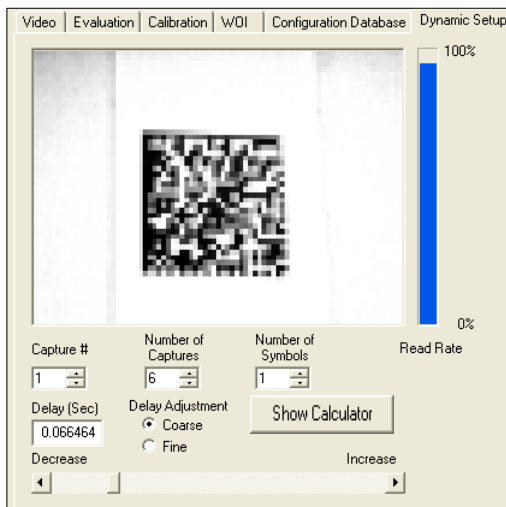 Video Evaluation Calibration WOI Configuration Database Dynamic Setup
100%
0%
Capture # Number of Captures Number of Symbols Read Rate
1 6 1
Delay (Sec) Delay Adjustment Show Calculator
0.066464 Coarse
Fine
Decrease Increase